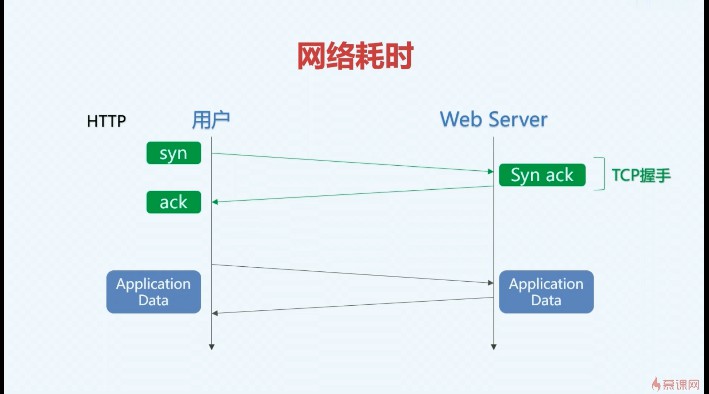 网络耗时
HTTP
用户
Web Server
syn
Syn ack
TCP握手
ack
Application
Data
Application
Data
慕课网